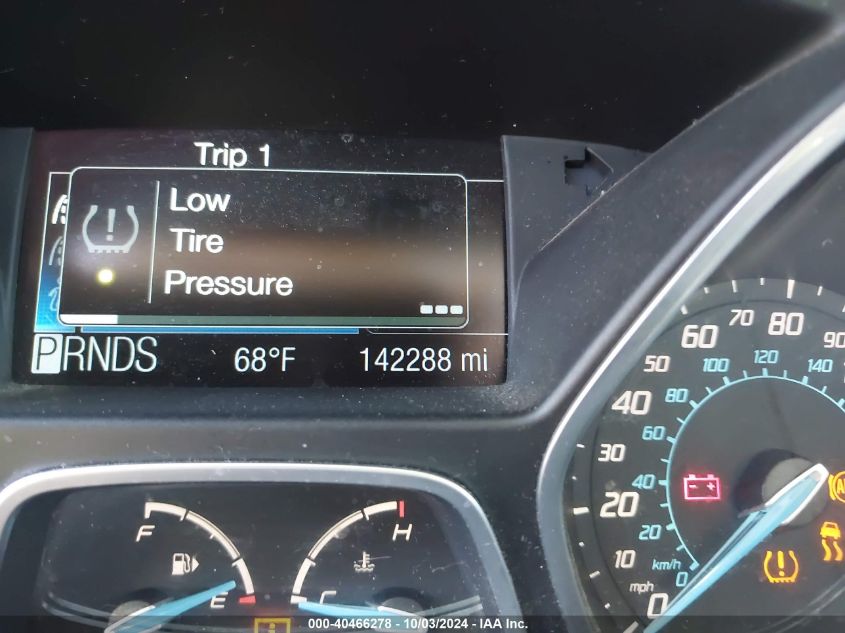 Trip 1
Low
Tire
Pressure
PRNDS 68°F 142288 mi
F
E
H
C
0 10 20 30 40 50 60 70 80 90
mph
0 20 40 60 80 100 120 140
km/h
000-40466278 - 10/03/2024 - IAA Inc.